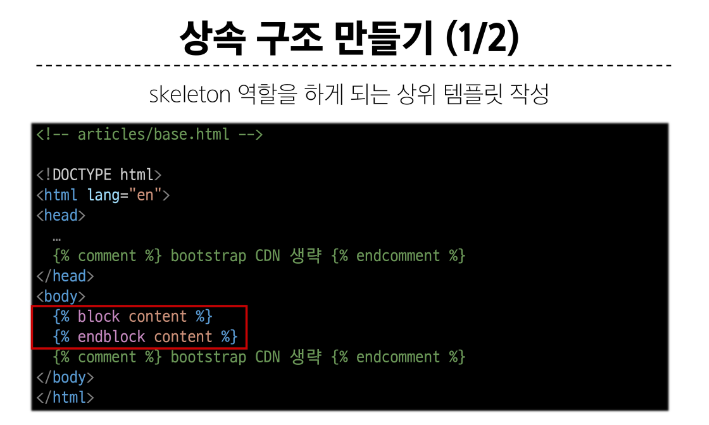 상속 구조 만들기 (1/2)
skeleton 역할을 하게 되는 상위 템플릿 작성
<!-- articles/base.html -->
<!DOCTYPE html>
<html lang="en">
<head>
…
{% comment %} bootstrap CDN 생략 {% endcomment %}
</head>
<body>
{% block content %}
{% endblock content %}
{% comment %} bootstrap CDN 생략 {% endcomment %}
</body>
</html>